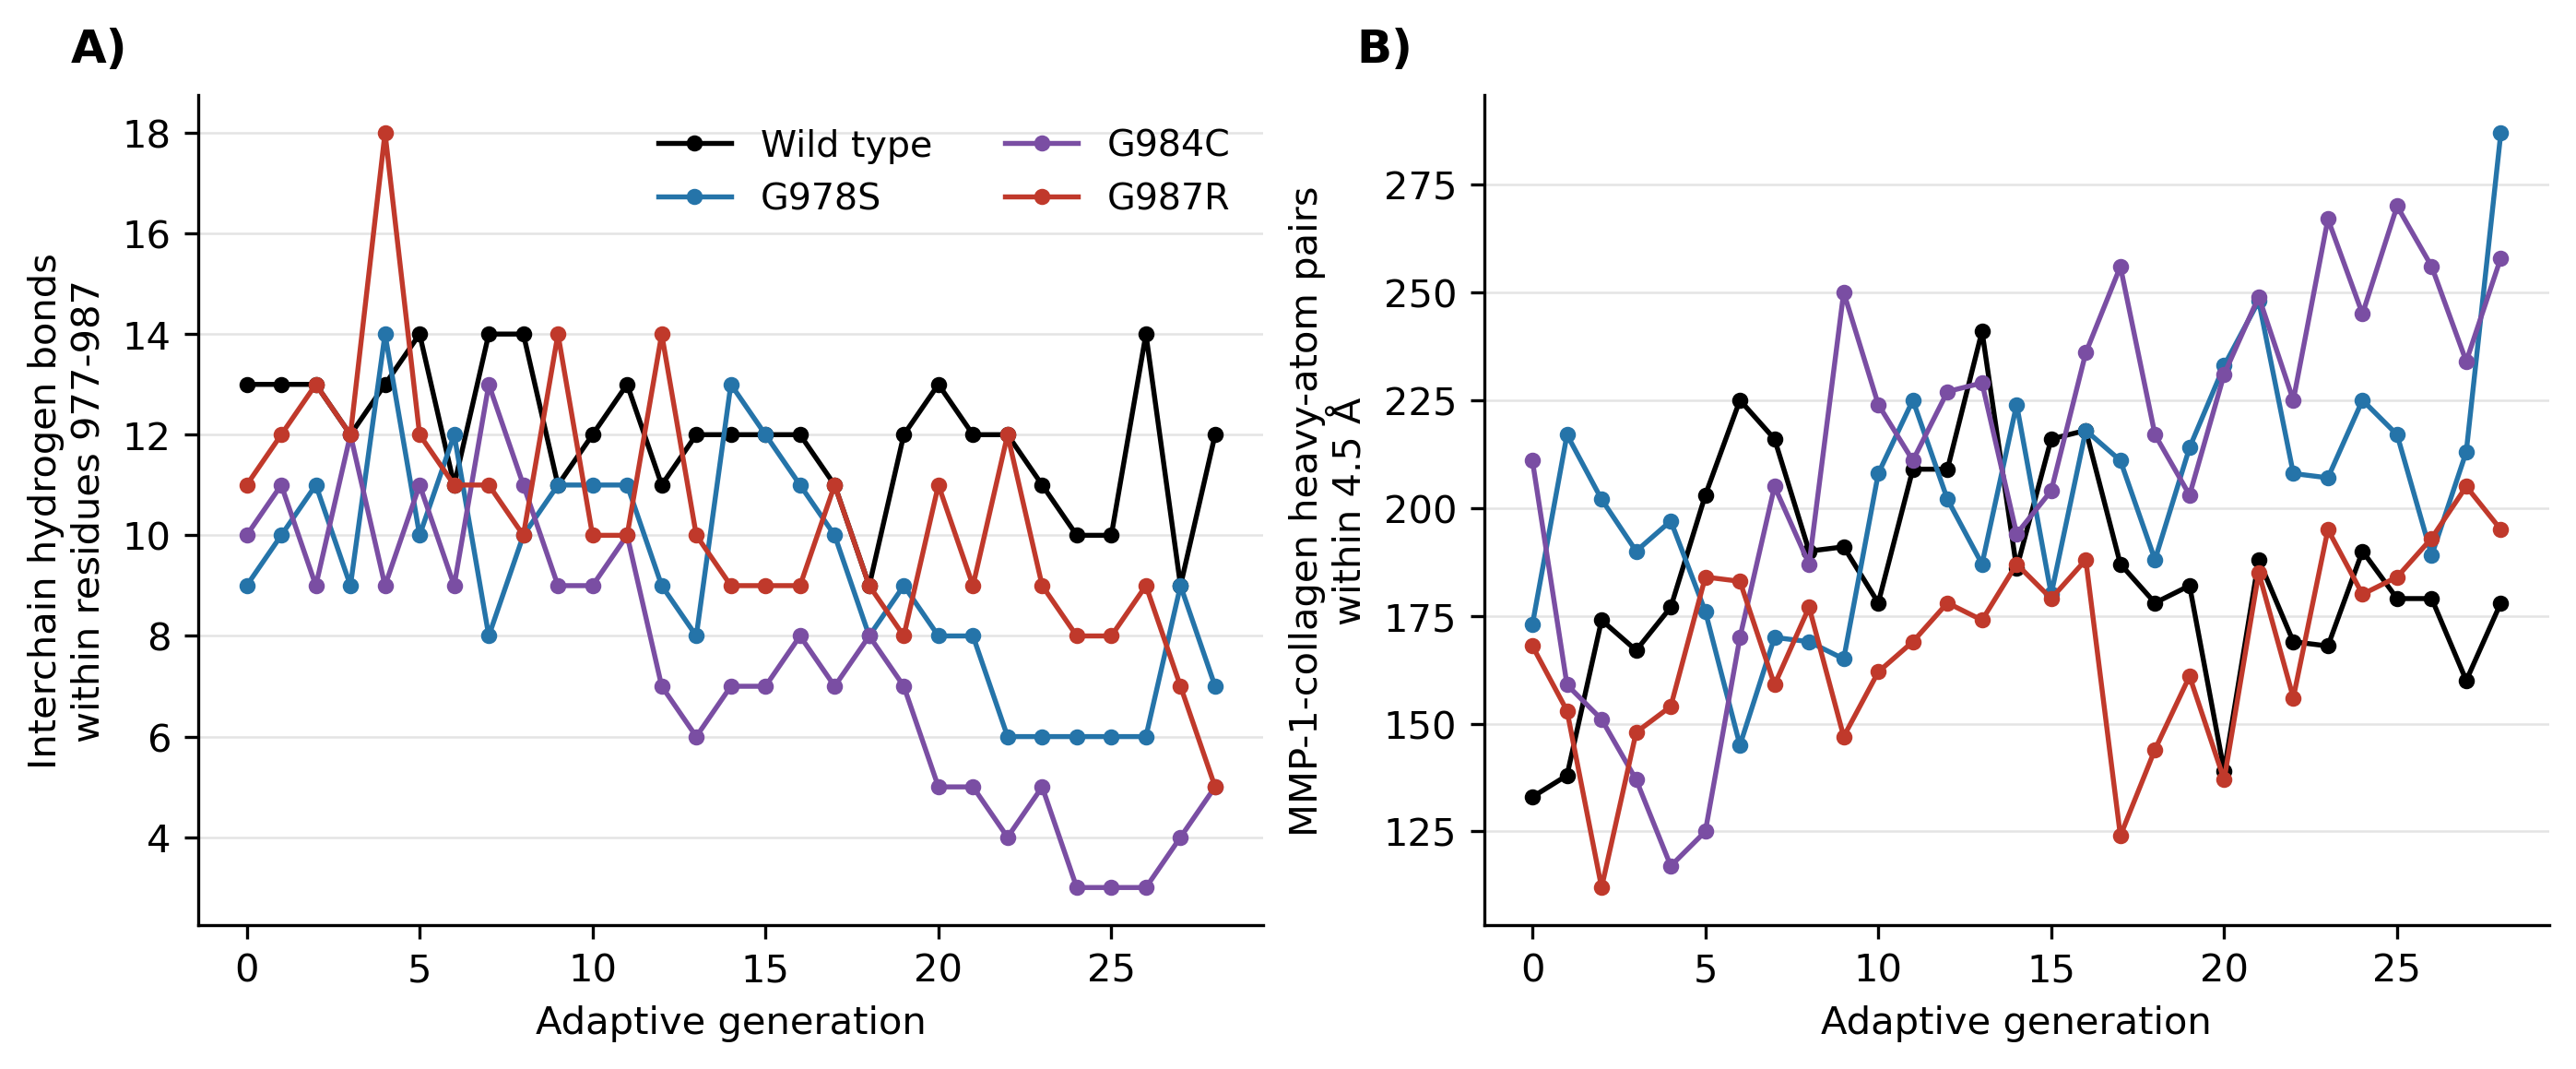 A)
Interchain hydrogen bonds
within residues 977-987
18
16
14
12
10
8
6
4
Wild type
G978S
G984C
G987R
0 5 10 15 20 25
Adaptive generation
B)
MMP-1-collagen heavy-atom pairs
within 4.5 Å
275
250
225
200
175
150
125
0 5 10 15 20 25
Adaptive generation